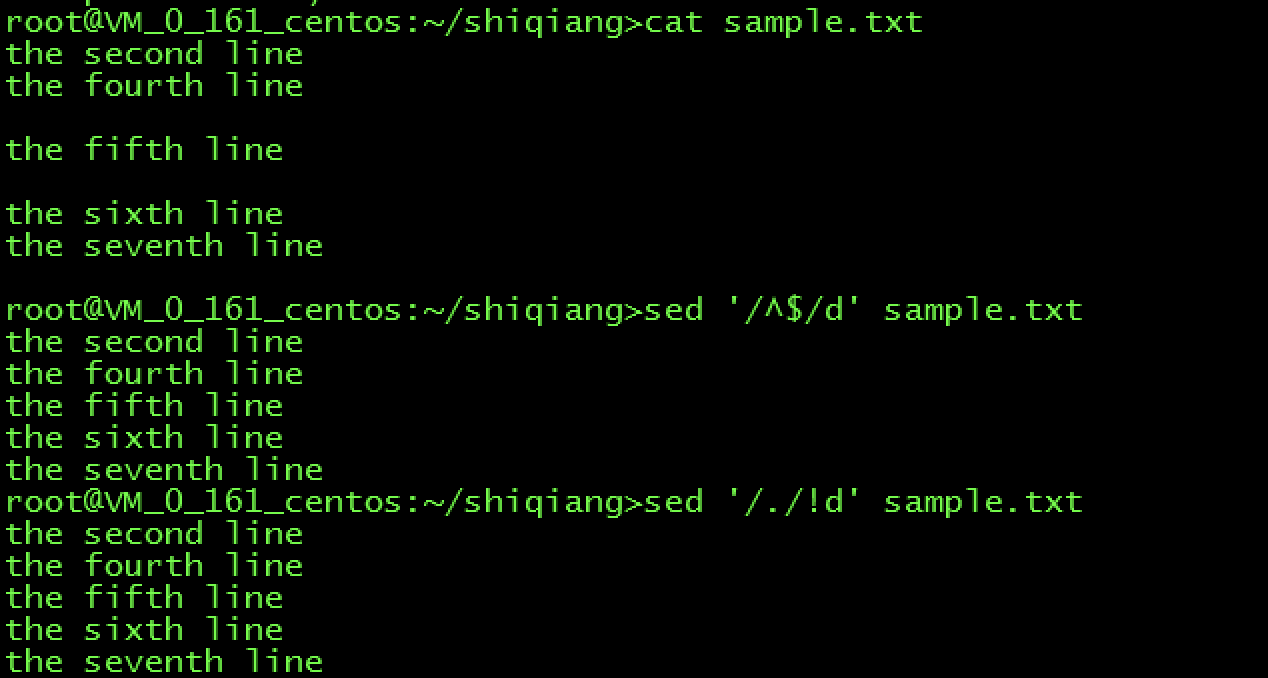 root@VM_0_161_centos:~/shiqiang>cat sample.txt
the second line
the fourth line

the fifth line

the sixth line
the seventh line

root@VM_0_161_centos:~/shiqiang>sed '/^$/d' sample.txt
the second line
the fourth line
the fifth line
the sixth line
the seventh line
root@VM_0_161_centos:~/shiqiang>sed '/./!d' sample.txt
the second line
the fourth line
the fifth line
the sixth line
the seventh line